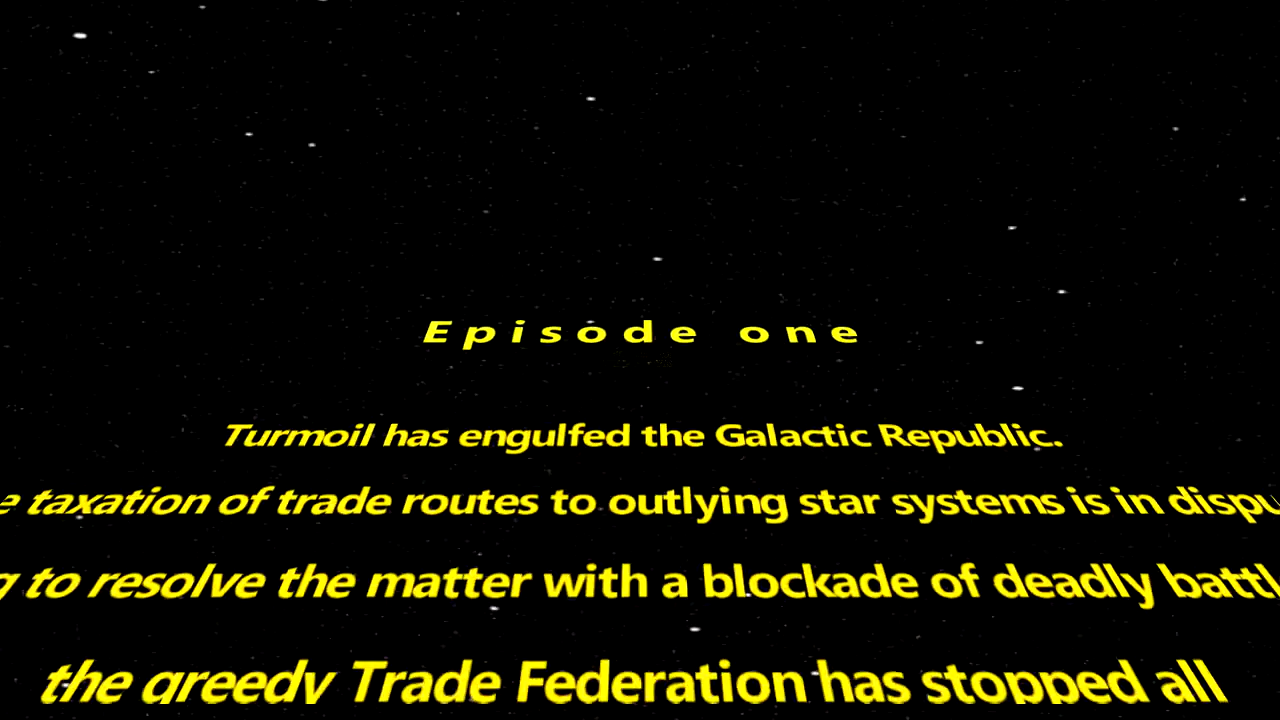 Episode one
Turmoil has engulfed the Galactic Republic.
taxation of trade routes to outlying star systems is in
to resolve the matter with a blockade of deadly
the greedy Trade Federation has stopped all